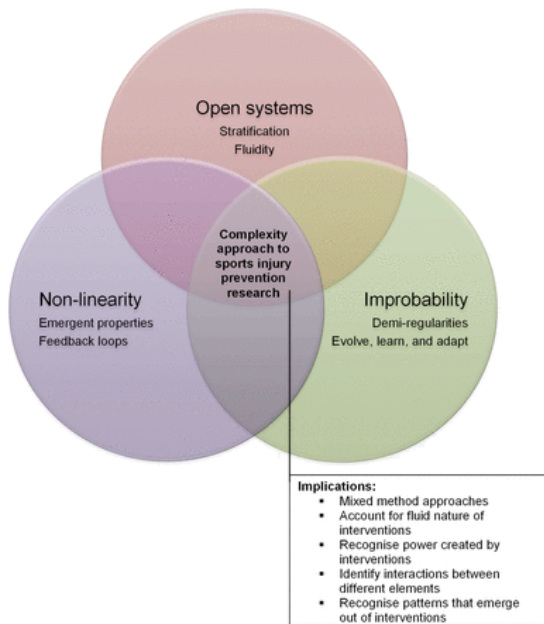 Open systems
Stratification
Fluidity
Complexity
approach to
sports injury
prevention
research
Non-linearity
Emergent properties
Feedback loops
Improbability
Demi-regularities
Evolve, learn, and adapt
Implications:
▪ Mixed method approaches
▪ Account for fluid nature of
interventions
▪ Recognise power created by
interventions
▪ Identify interactions between
different elements
▪ Recognise patterns that emerge
out of interventions